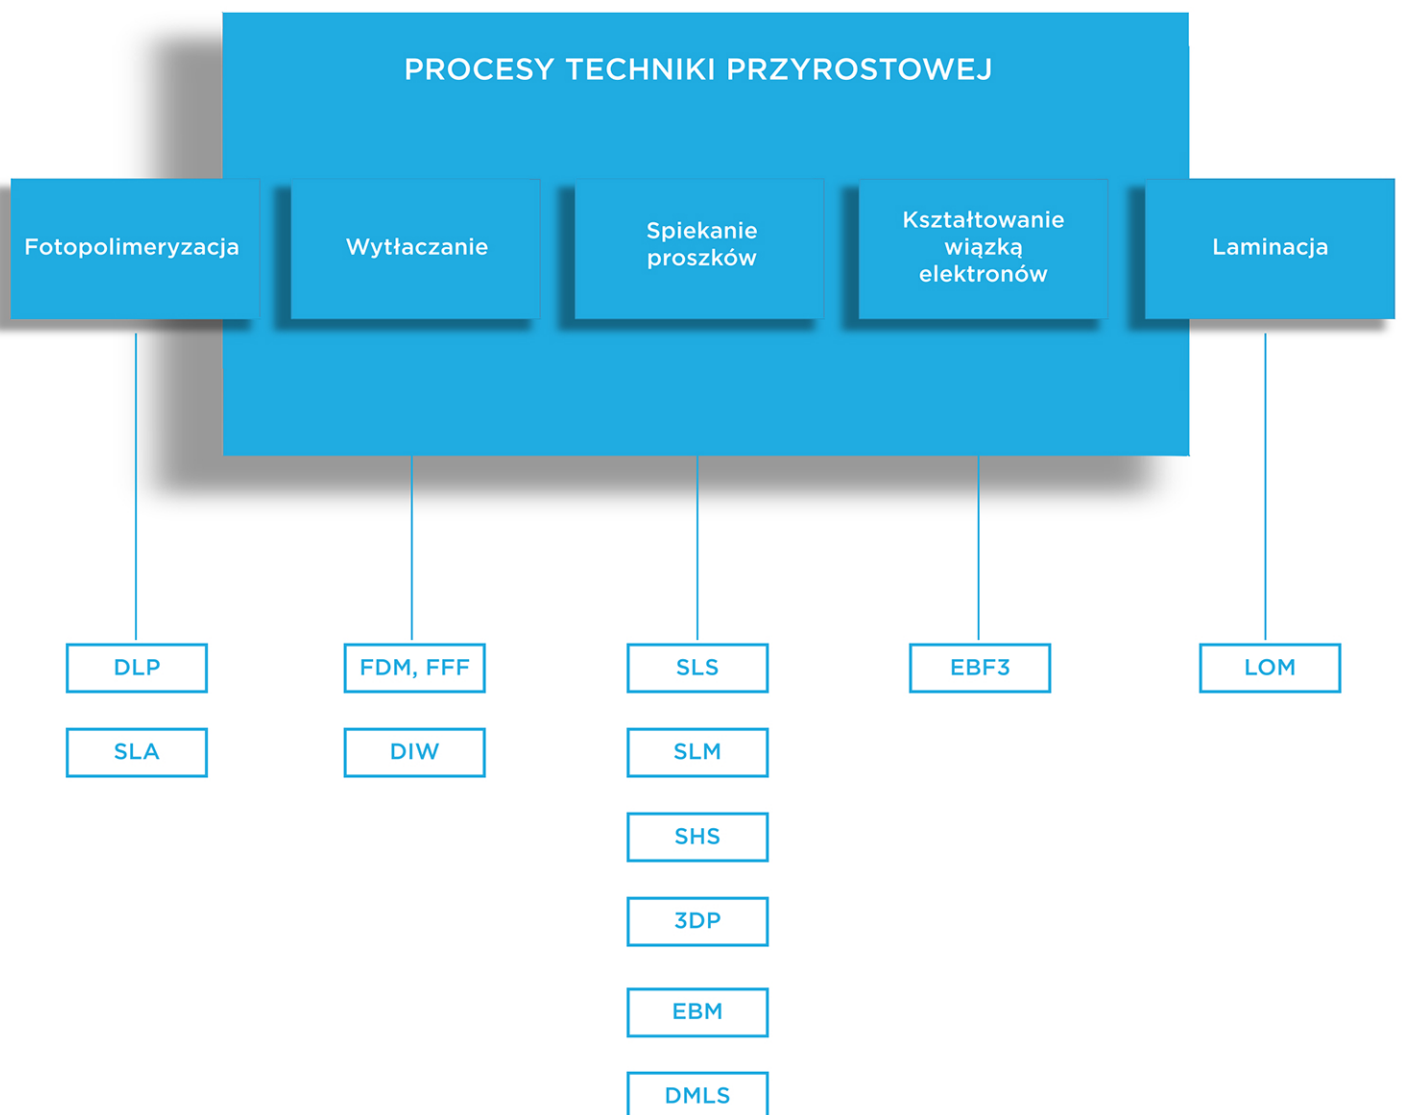 PROCESY TECHNIKI PRZYROSTOWEJ
Fotopolimeryzacja
Wytłaczanie
Spiekanie
proszków
Kształtowanie
wiązką
elektronów
Laminacja
DLP
FDM, FFF
SLS
EBF3
LOM
SLA
DIW
SLM
SHS
3DP
EBM
DMLS